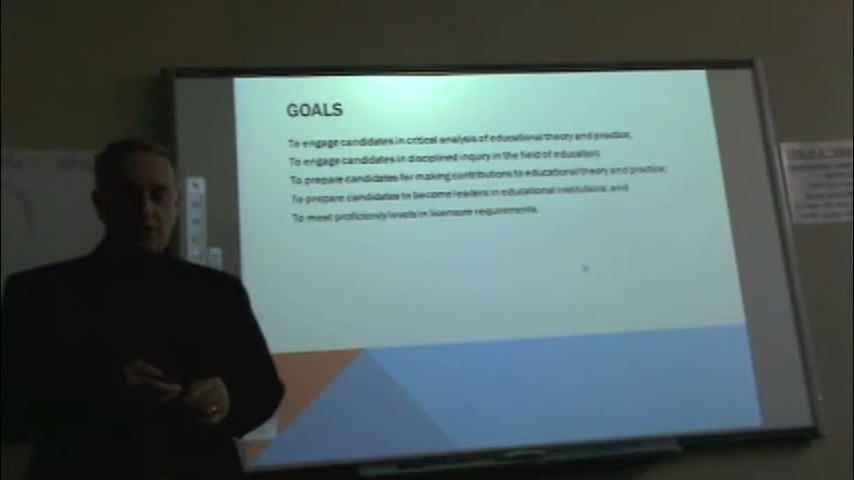 GOALS
To engage candidates in critical analysis of educational theory and practice;
To engage candidates in disciplined inquiry in the field of education;
To prepare candidates for making contributions to educational theory and practice;
To prepare candidates to become leaders in educational institutions; and
To meet proficiency levels in licensure requirements.